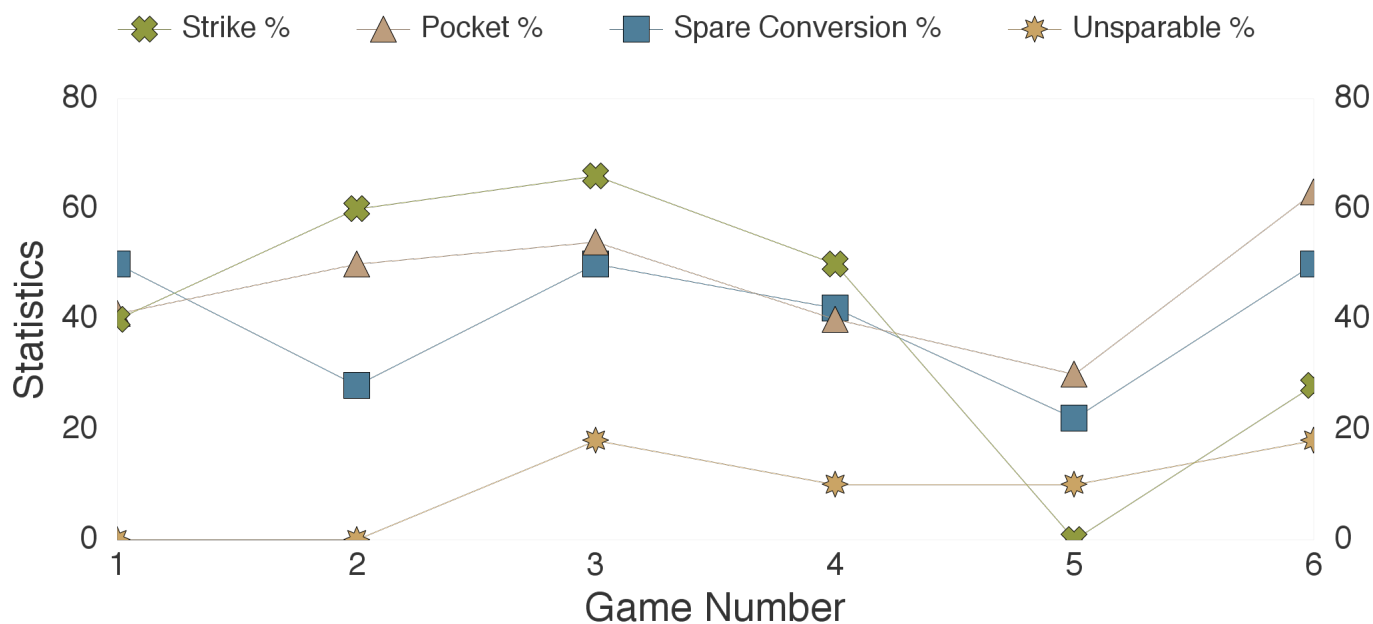 Strike % Pocket % Spare Conversion % Unsparable %
80 80
60 60
40 40
20 20
0 0
Statistics
1 2 3 4 5 6
Game Number